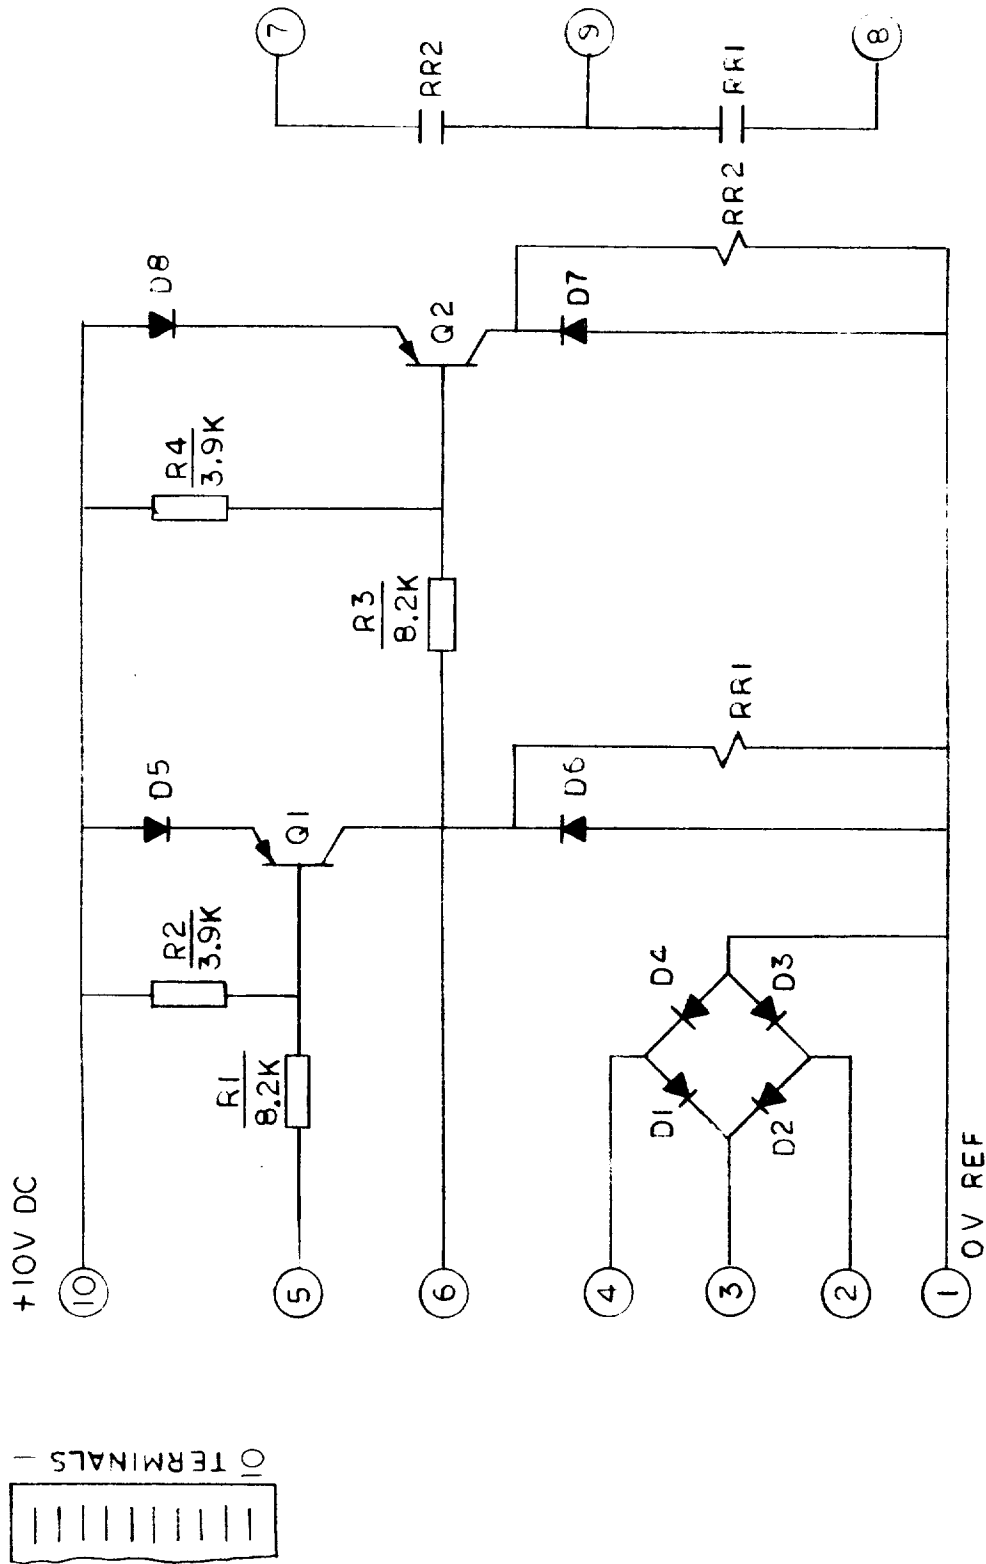 +10V DC
10
R2
3.9K
D5
R4
3.9K
D8
R1
8.2K
5
Q1
R3
8.2K
Q2
6
4
3
2
D1
D4
D2
D3
D6
RR1
D7
RR2
1
0V REF
7
RR2
9
RR1
8
10 TERMINALS 1